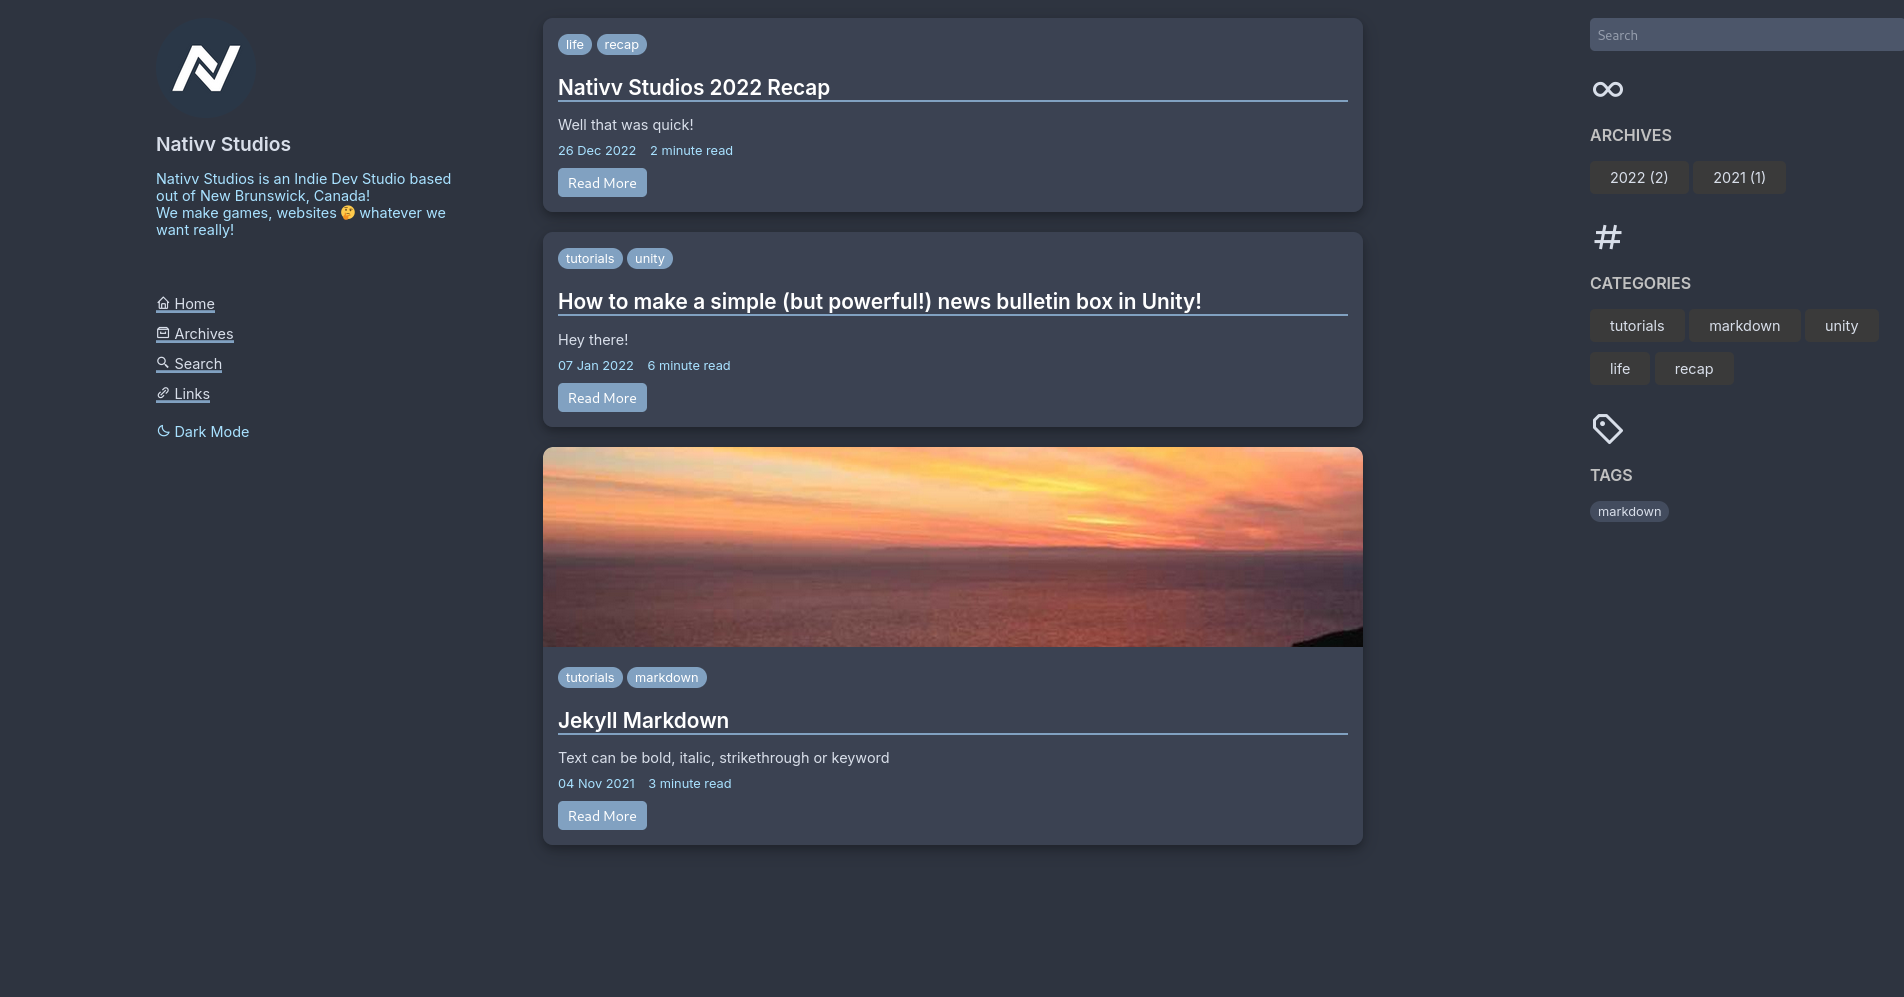 Nativv Studios
Nativv Studios is an Indie Dev Studio based
out of New Brunswick, Canada!
We make games, websites 🤔 whatever we
want really!
Home
Archives
Search
Links
Dark Mode
life recap
Nativv Studios 2022 Recap
Well that was quick!
26 Dec 2022 2 minute read
Read More
tutorials unity
How to make a simple (but powerful!) news bulletin box in Unity!
Hey there!
07 Jan 2022 6 minute read
Read More
tutorials markdown
Jekyll Markdown
Text can be bold, italic, strikethrough or keyword
04 Nov 2021 3 minute read
Read More
Search
ARCHIVES
2022 (2) 2021 (1)
#
CATEGORIES
tutorials markdown unity
life recap
TAGS
markdown